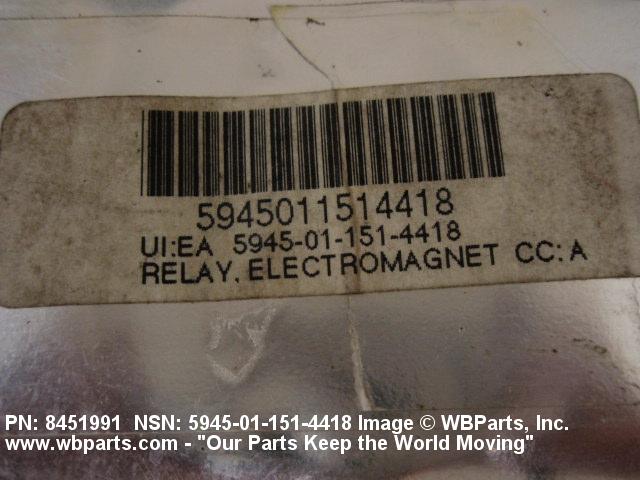 5945011514418
UI:EA 5945-01-151-4418
RELAY, ELECTROMAGNET CC: A
PN: 8451991 NSN: 5945-01-151-4418 Image © WBParts, Inc.
www.wbparts.com - "Our Parts Keep the World Moving"